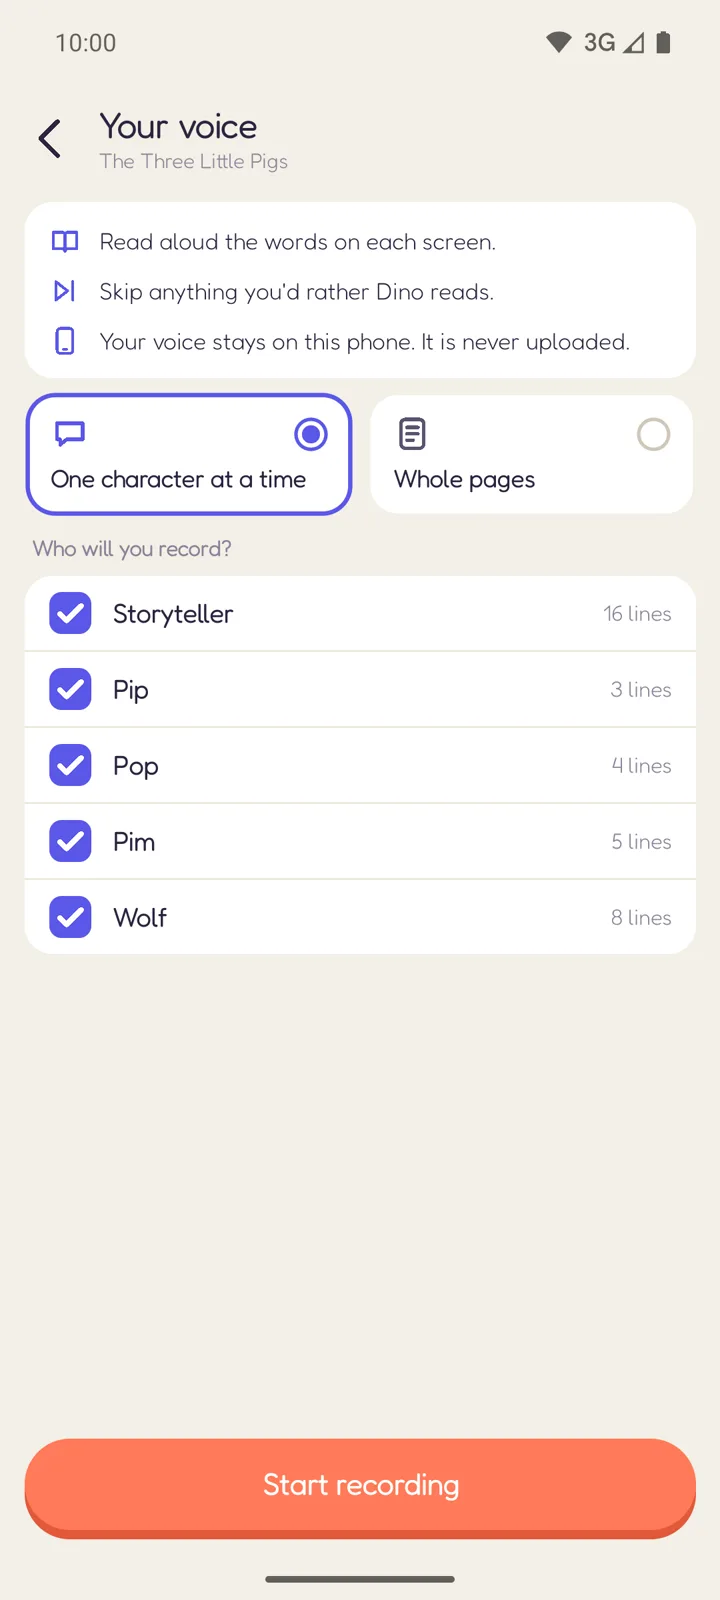 10:00
3G
Your voice
The Three Little Pigs
Read aloud the words on each screen.
Skip anything you'd rather Dino reads.
Your voice stays on this phone. It is never uploaded.
One character at a time
Whole pages
Who will you record?
Storyteller
16 lines
Pip
3 lines
Pop
4 lines
Pim
5 lines
Wolf
8 lines
Start recording